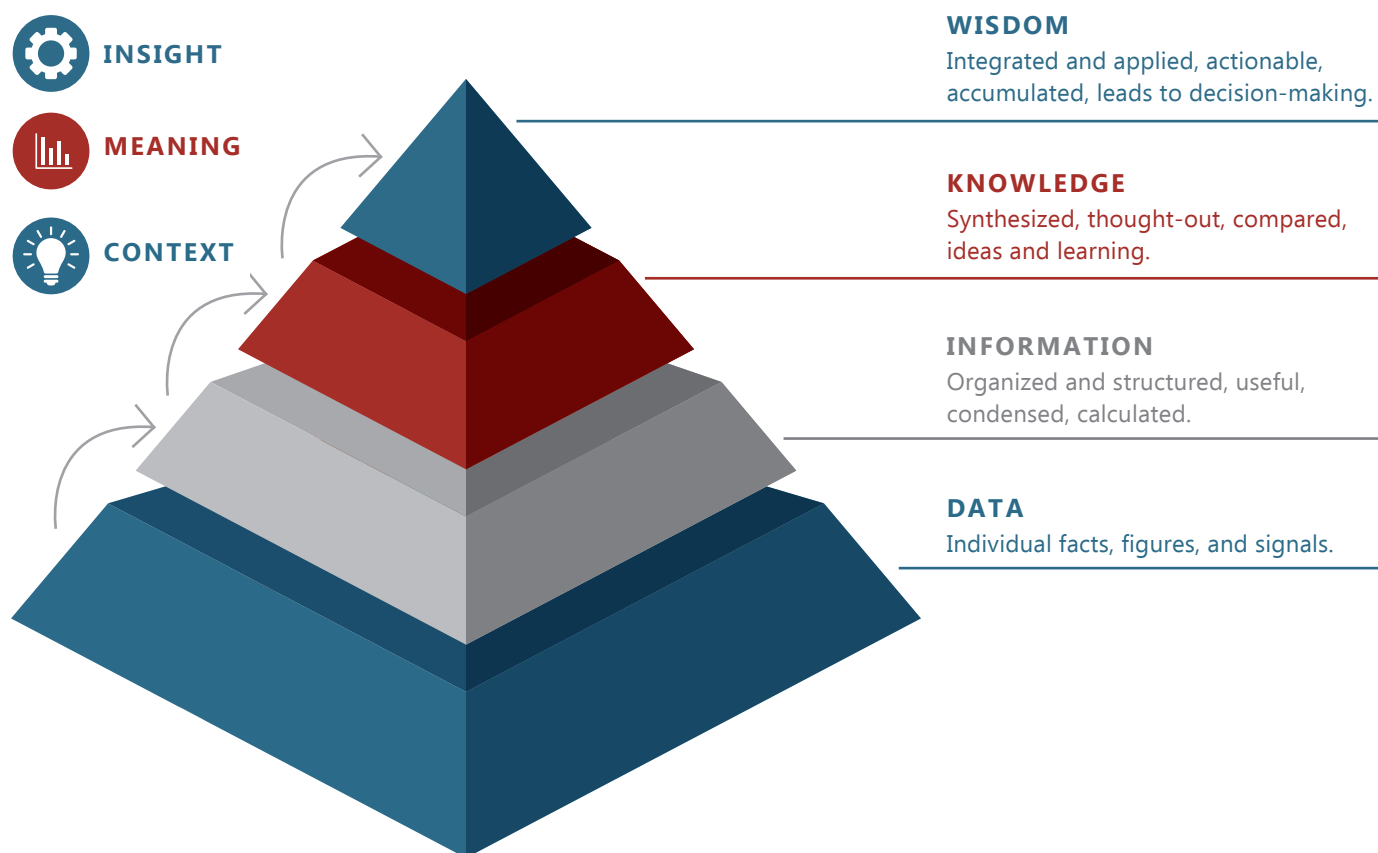 INSIGHT
MEANING
CONTEXT
WISDOM
Integrated and applied, actionable,
accumulated, leads to decision-making.
KNOWLEDGE
Synthesized, thought-out, compared,
ideas and learning.
INFORMATION
Organized and structured, useful,
condensed, calculated.
DATA
Individual facts, figures, and signals.